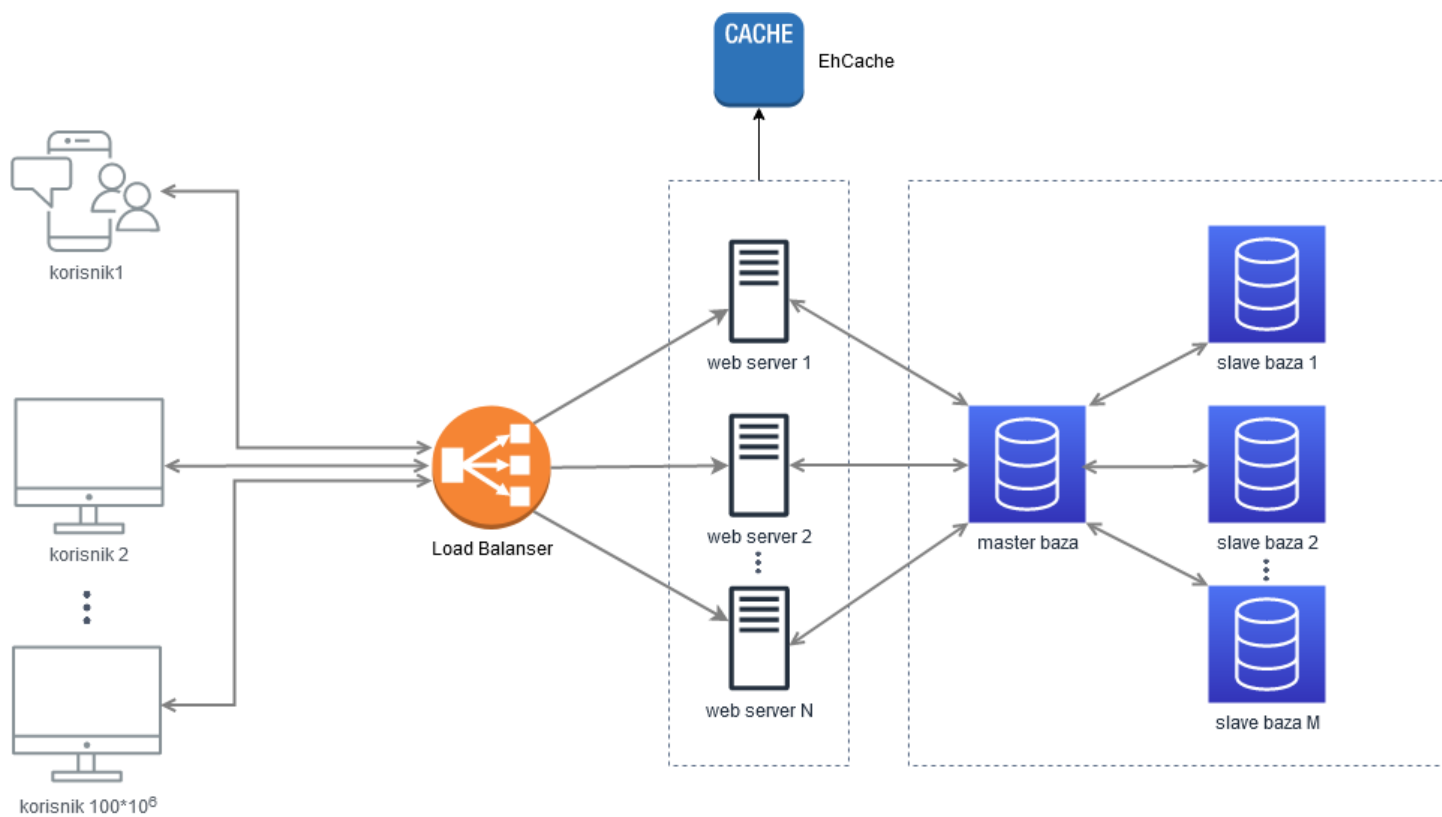 CACHE
EhCache
korisnik1
korisnik 2
korisnik 100*10⁶
Load Balanser
web server 1
web server 2
web server N
master baza
slave baza 1
slave baza 2
slave baza M